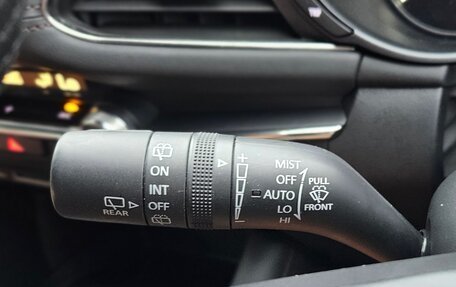 REAR
ON
INT
OFF
MIST
OFF
AUTO
LO
HI
PULL
FRONT